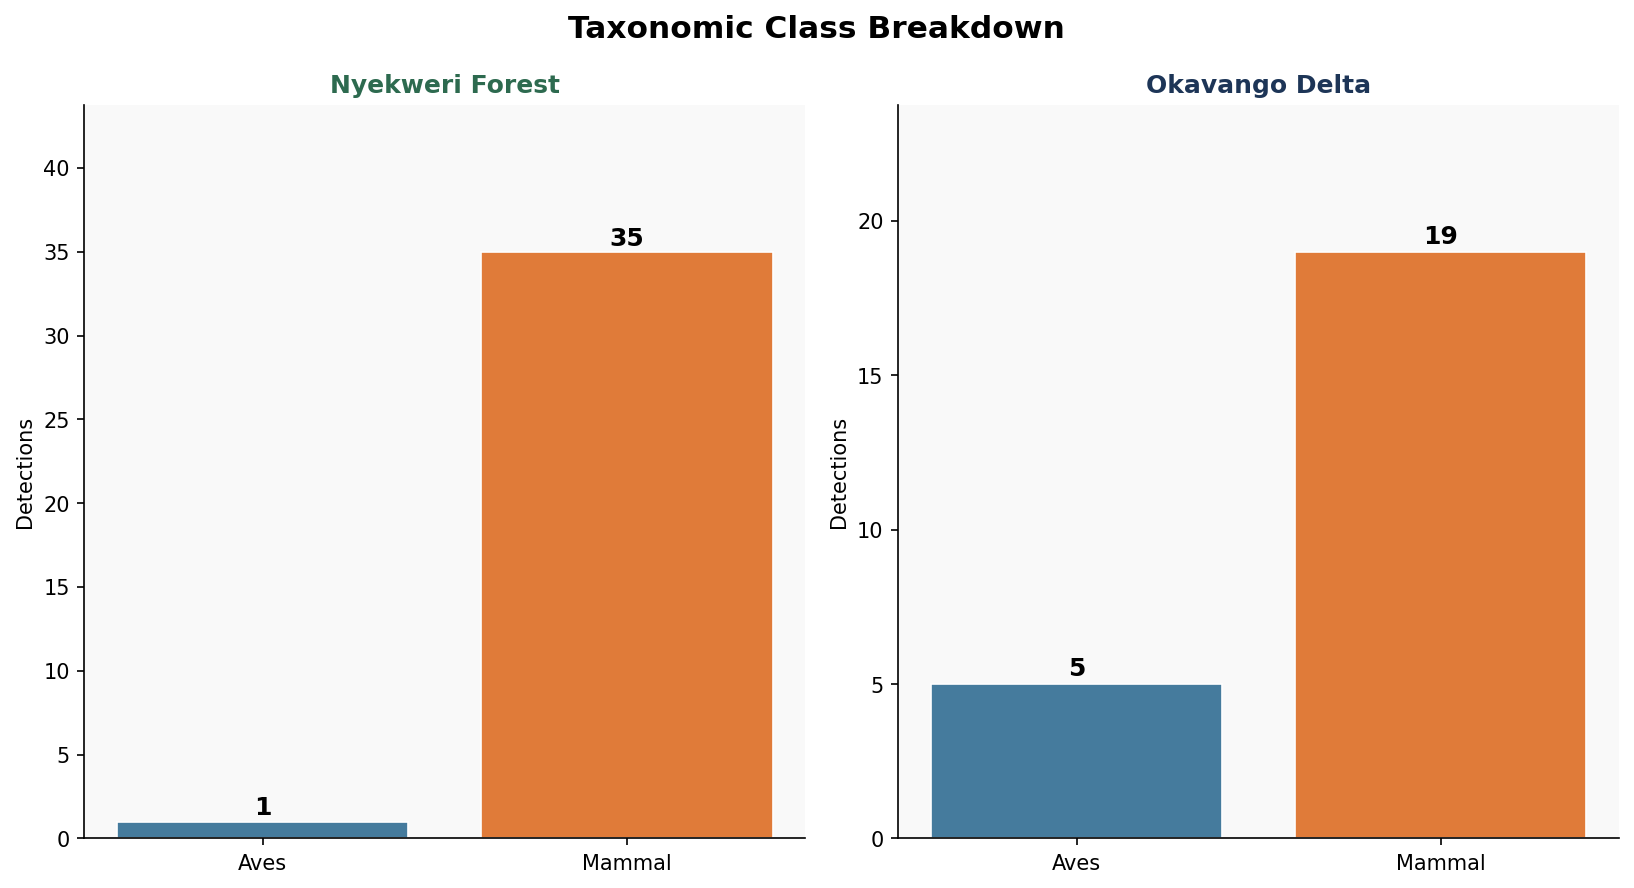 Taxonomic Class Breakdown
Nyekweri Forest
Detections
40
35
30
25
20
15
10
5
0
35
1
Aves
Mammal
Okavango Delta
Detections
20
15
10
5
0
19
5
Aves
Mammal